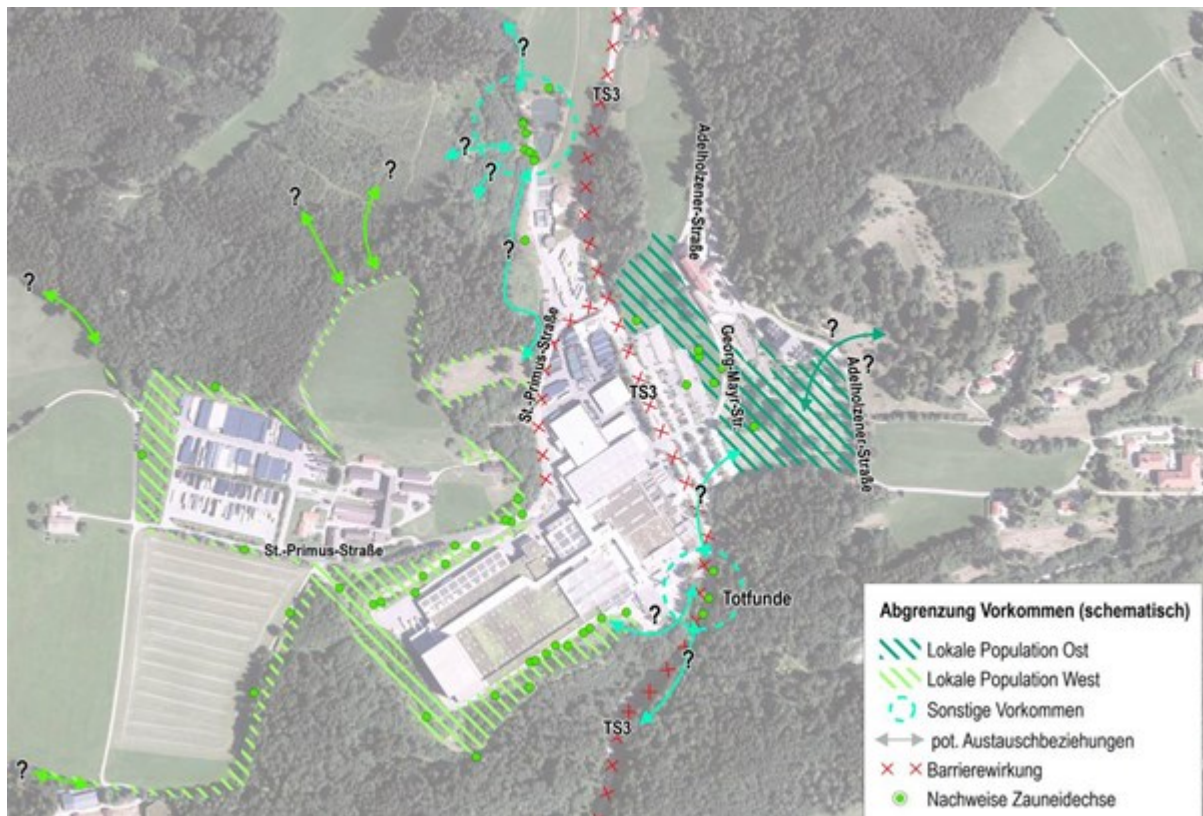 ?
?
TS3
?
?
?
Adelholzener-Straße
?
?
?
?
?
St.-Primus-Straße
TS3
Georg-Mayr-Str.
Adelholzener-Straße
?
St.-Primus-Straße
?
?
?
Totfunde
TS3
?
Abgrenzung Vorkommen (schematisch)
Lokale Population Ost
Lokale Population West
Sonstige Vorkommen
pot. Austauschbeziehungen
Barrierewirkung
Nachweise Zauneidechse